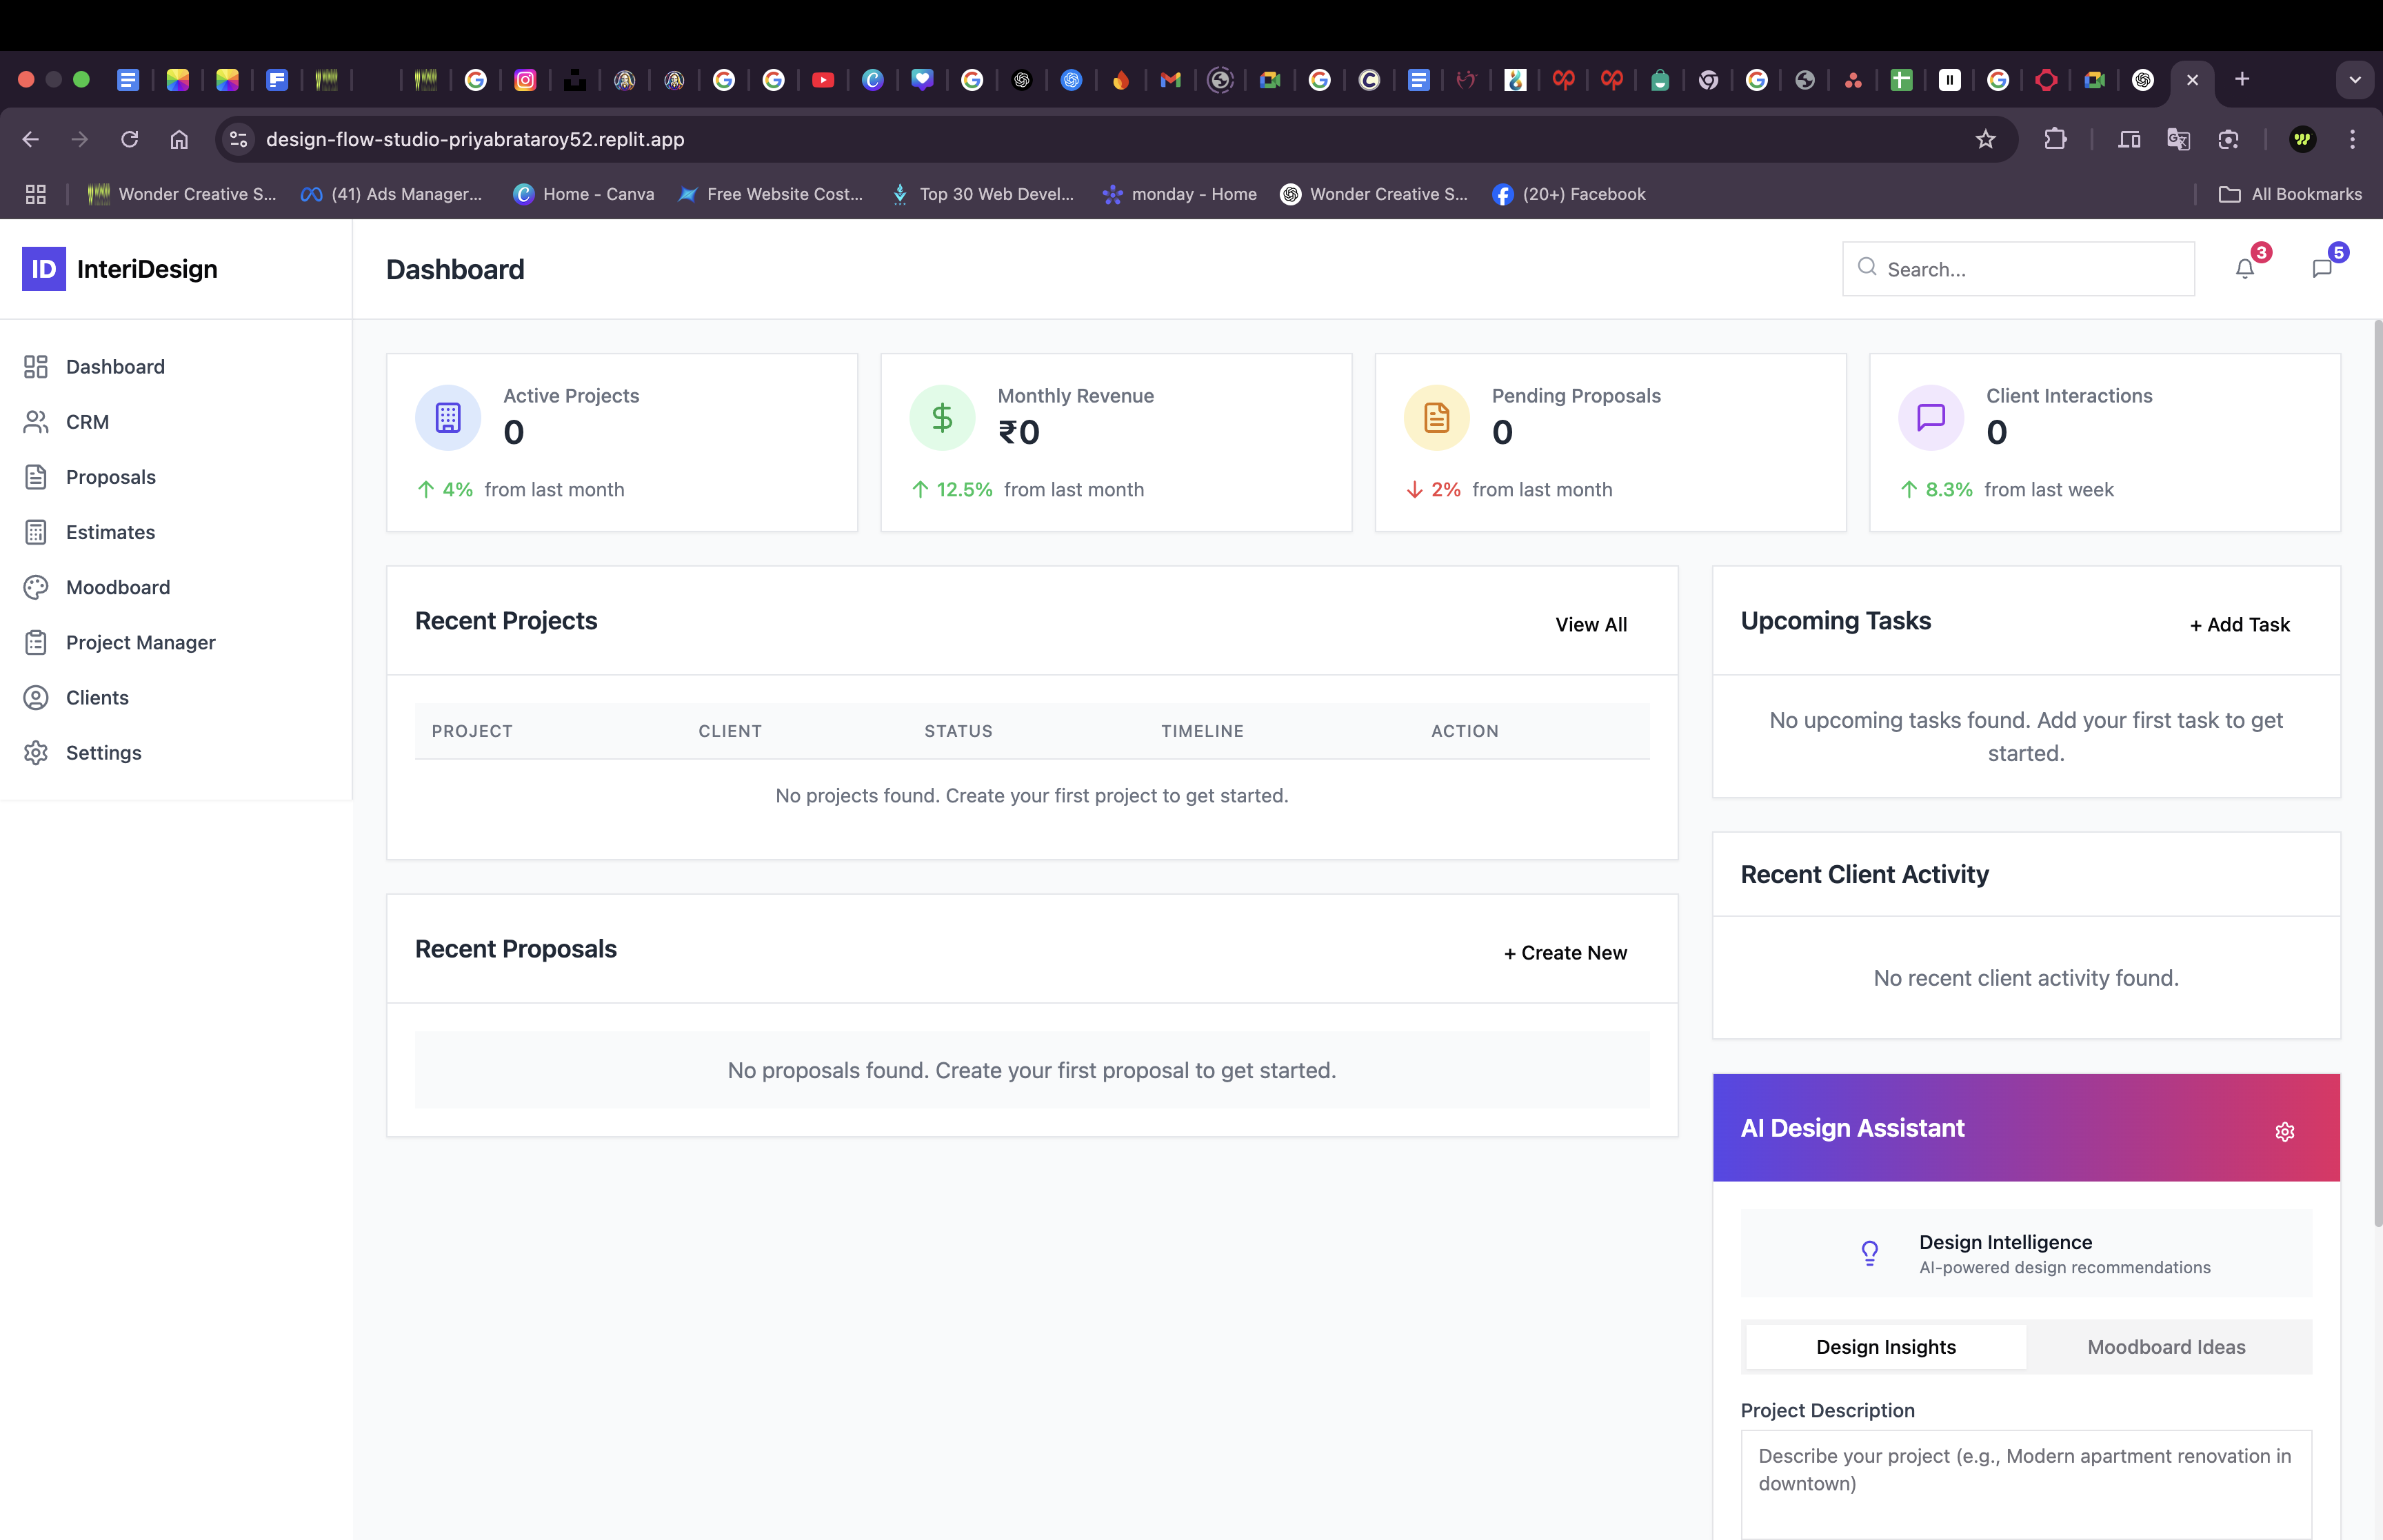 design-flow-studio-priyabrataroy52.replit.app
Wonder Creative S...
(41) Ads Manager...
Home - Canva
Free Website Cost...
Top 30 Web Devel...
monday - Home
Wonder Creative S...
(20+) Facebook
All Bookmarks
ID InteriDesign
Dashboard
Search...
3
5
Dashboard
CRM
Proposals
Estimates
Moodboard
Project Manager
Clients
Settings
Active Projects
0
4% from last month
Monthly Revenue
₹0
12.5% from last month
Pending Proposals
0
2% from last month
Client Interactions
0
8.3% from last week
Recent Projects
View All
PROJECT CLIENT STATUS TIMELINE ACTION
No projects found. Create your first project to get started.
Recent Proposals
+ Create New
No proposals found. Create your first proposal to get started.
Upcoming Tasks
+ Add Task
No upcoming tasks found. Add your first task to get
started.
Recent Client Activity
No recent client activity found.
AI Design Assistant
Design Intelligence
AI-powered design recommendations
Design Insights
Moodboard Ideas
Project Description
Describe your project (e.g., Modern apartment renovation in
downtown)